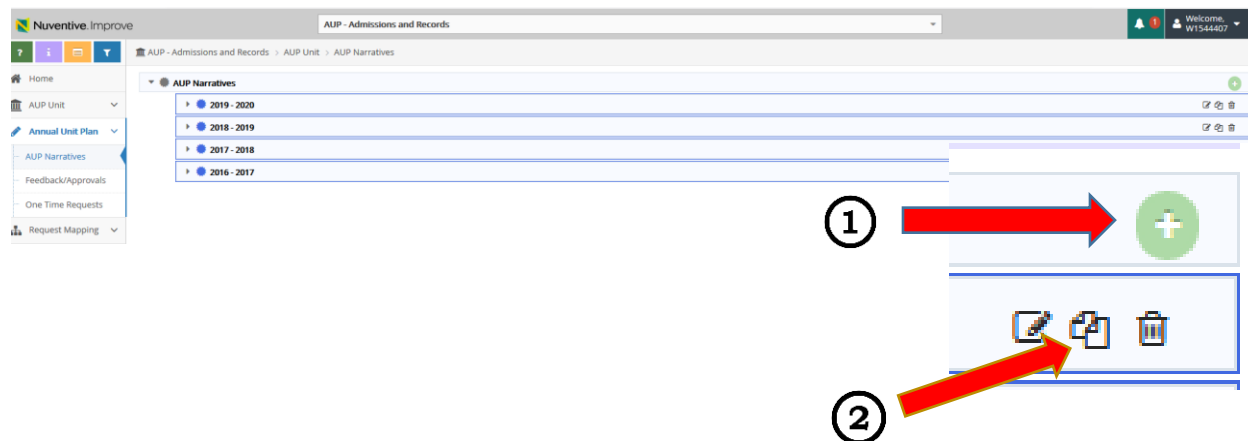 Nuventive. Improve
AUP - Admissions and Records
1
Welcome,
W1544407
? i
AUP - Admissions and Records > AUP Unit > AUP Narratives
Home
AUP Unit
Annual Unit Plan
AUP Narratives
Feedback/Approvals
One Time Requests
Request Mapping
AUP Narratives
2019 - 2020
2018 - 2019
2017 - 2018
2016 - 2017
1
2